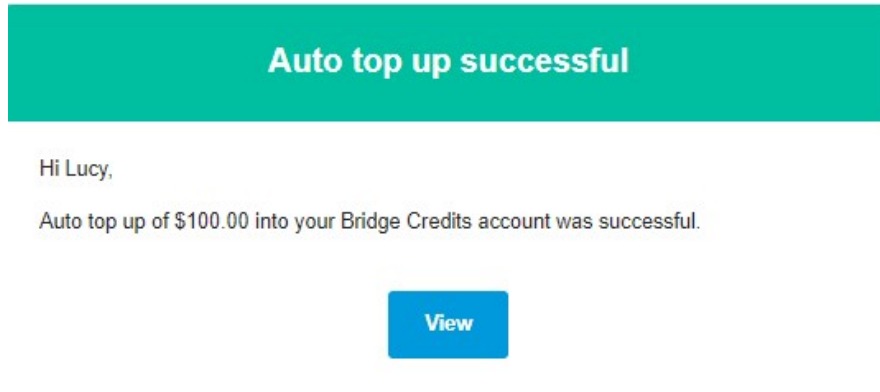 Auto top up successful
Hi Lucy,
Auto top up of $100.00 into your Bridge Credits account was successful.
View